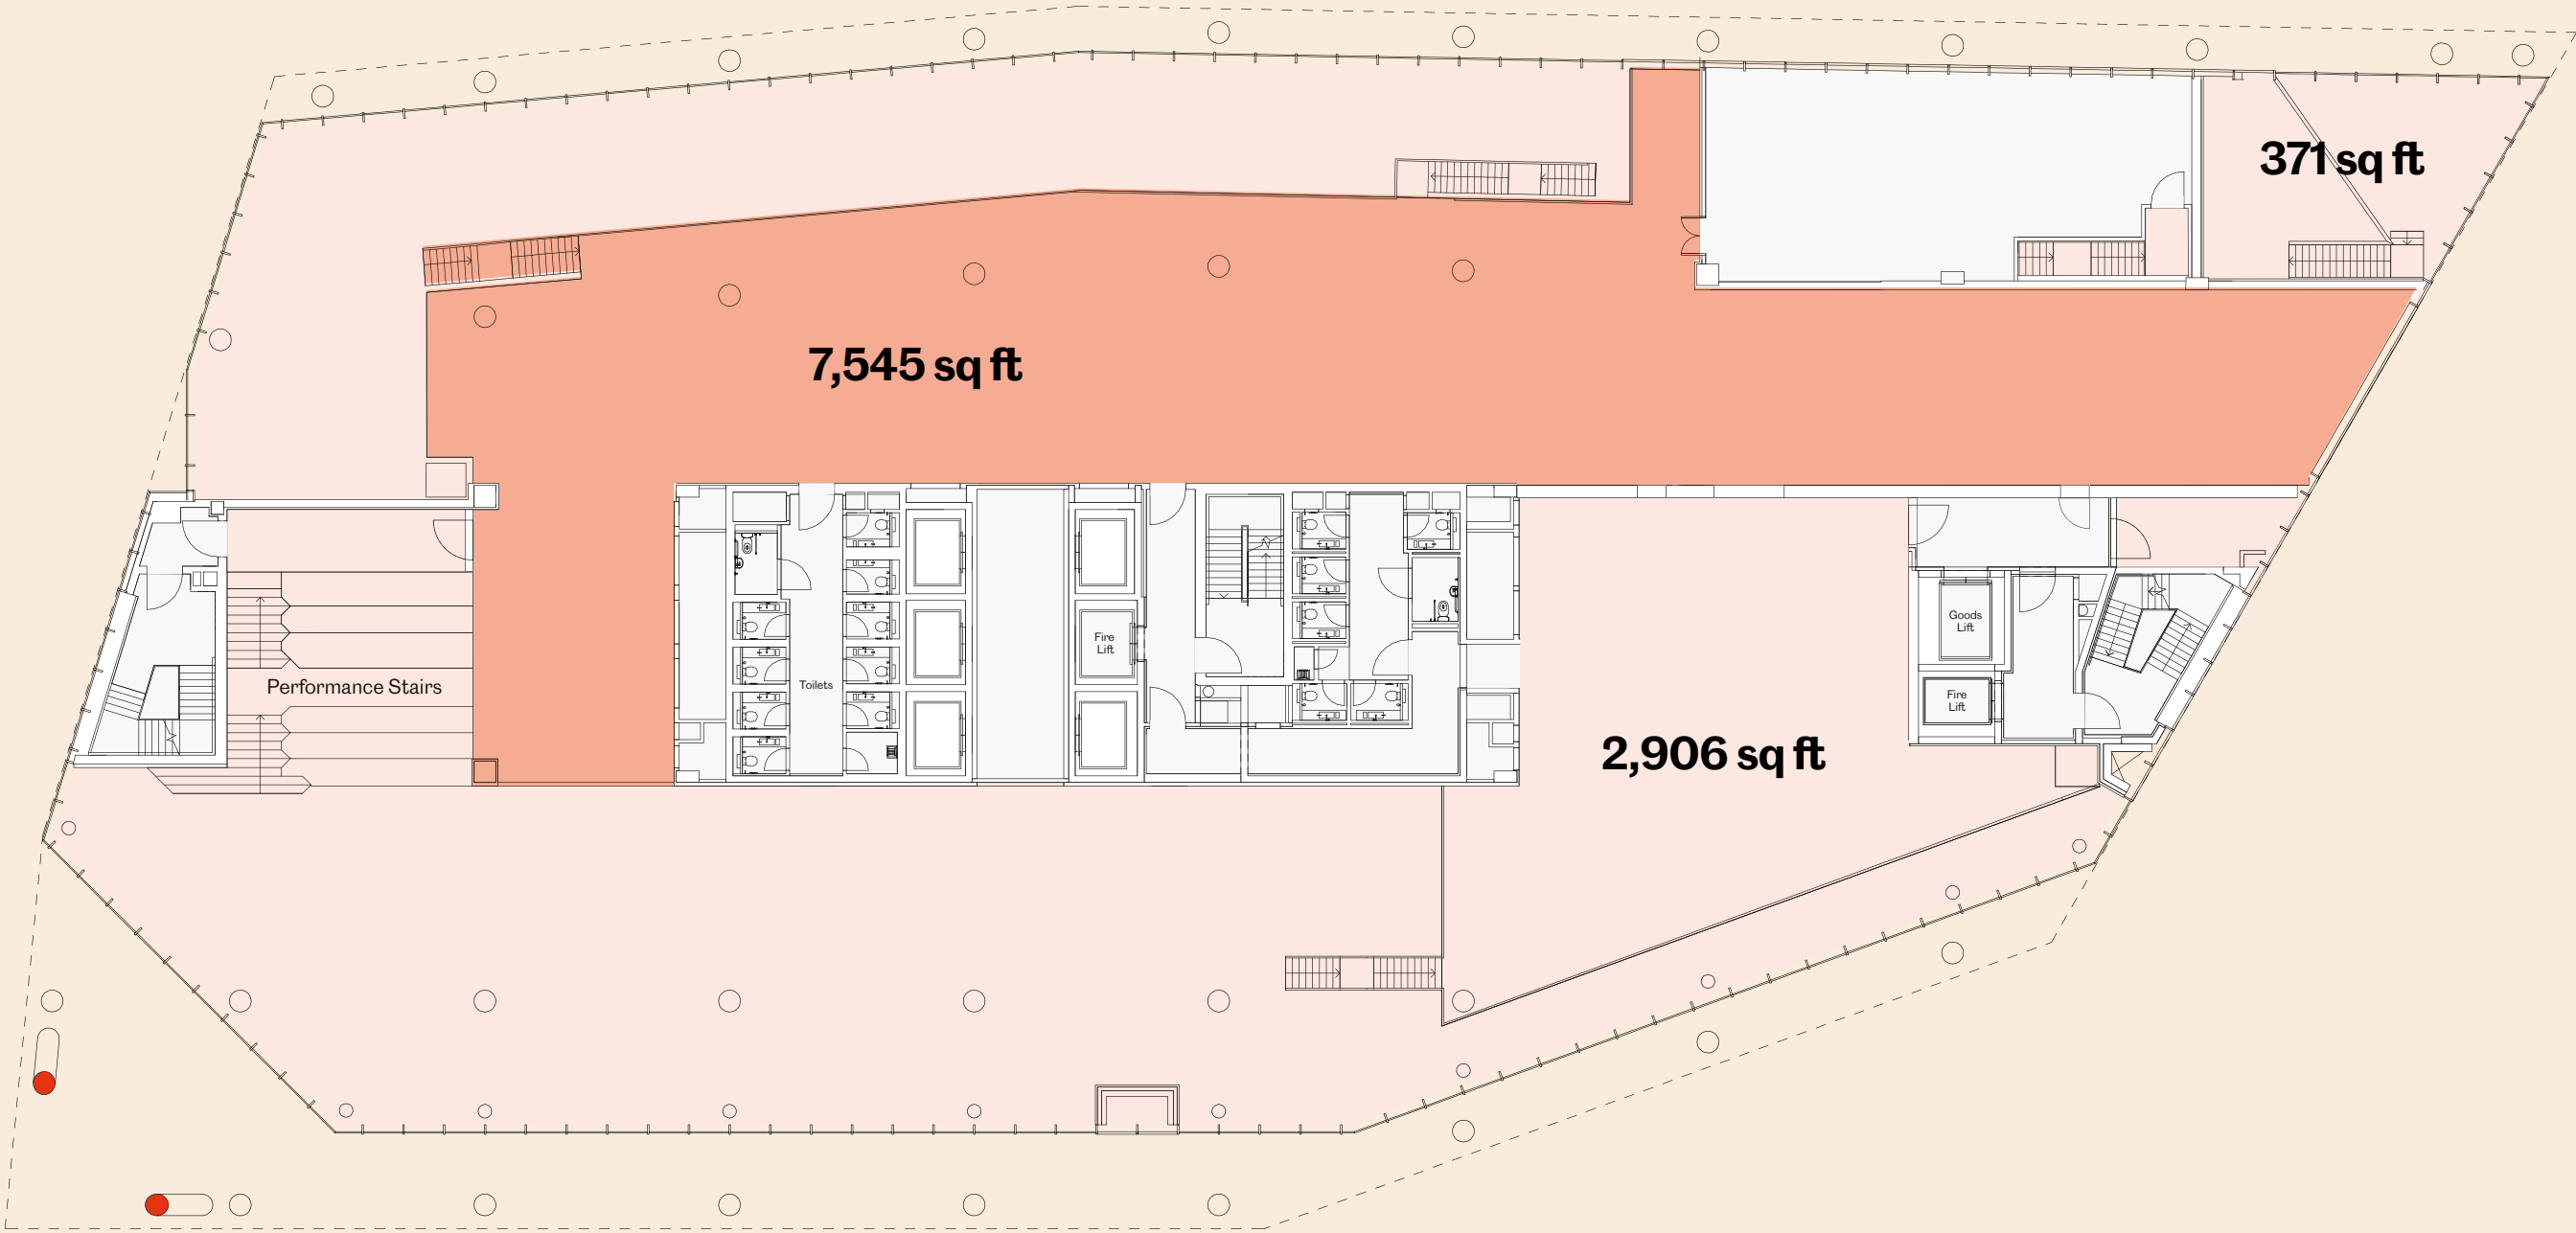 371 sq ft
7,545 sq ft
Goods
Lift
Fire
Lift
Toilets
Performance Stairs
Fire
Lift
2,906 sq ft